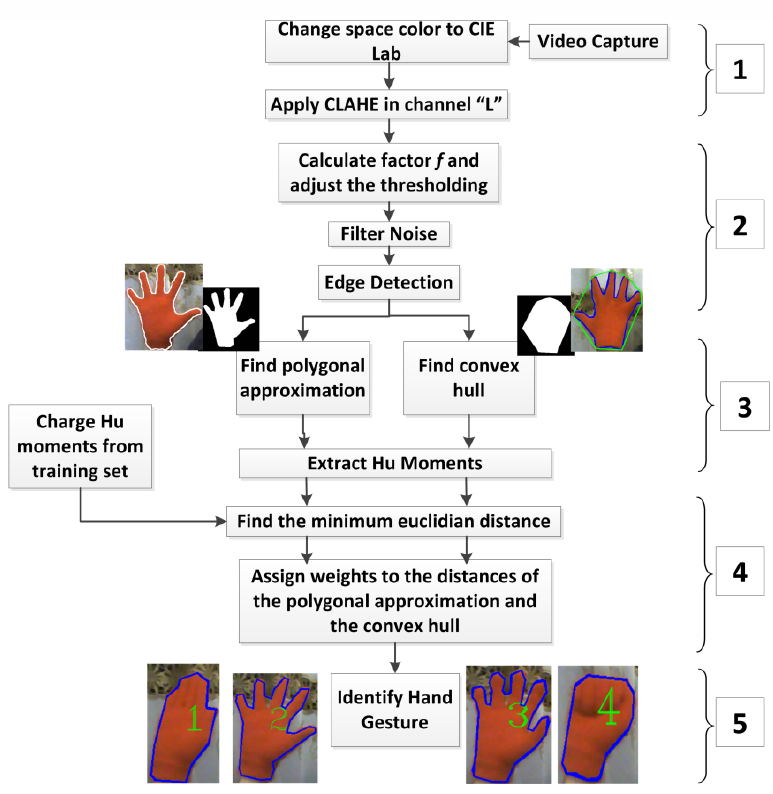 Change space color to CIE
Lab
Video Capture
1
Apply CLAHE in channel “L”
Calculate factor f and
adjust the thresholding
2
Filter Noise
Edge Detection
Find polygonal
approximation
Find convex
hull
3
Charge Hu
moments from
training set
Extract Hu Moments
Find the minimum euclidian distance
4
Assign weights to the distances of
the polygonal approximation and
the convex hull
1
2
Identify Hand
Gesture
3
4
5